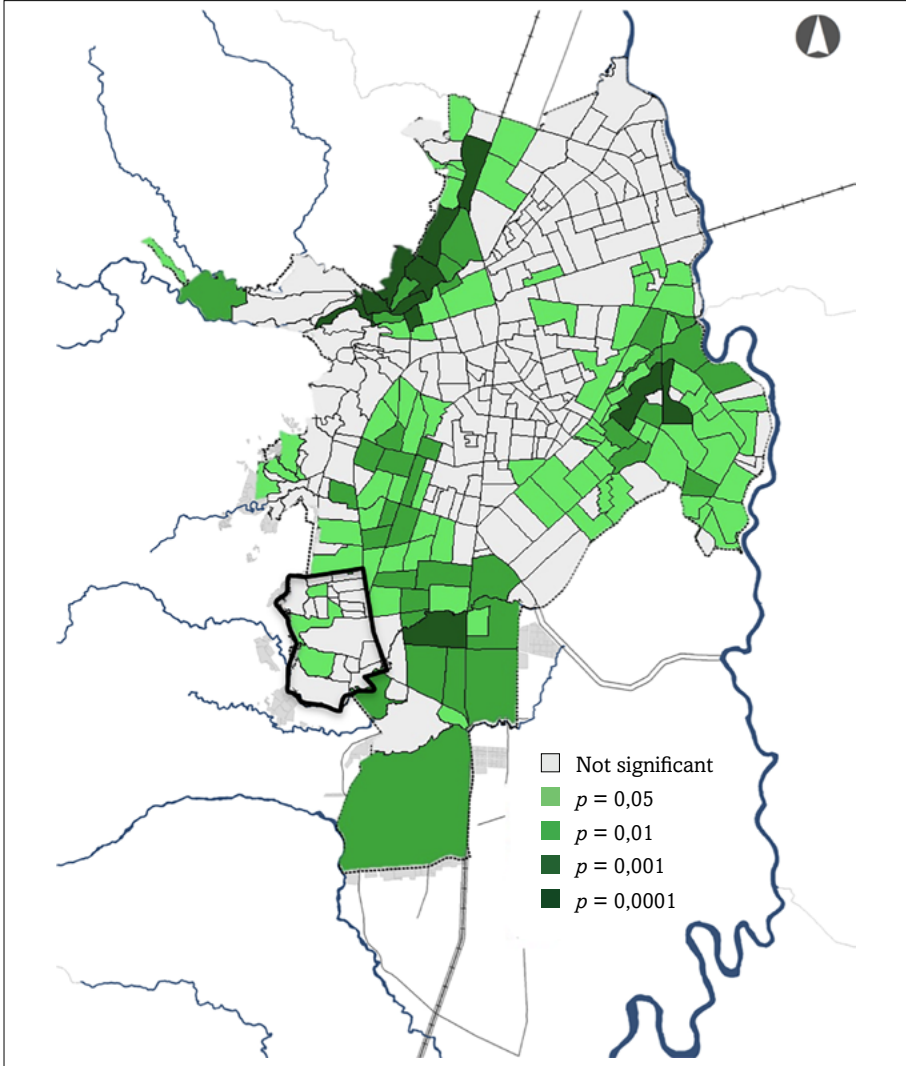 Not significant
p = 0,05
p = 0,01
p = 0,001
p = 0,0001